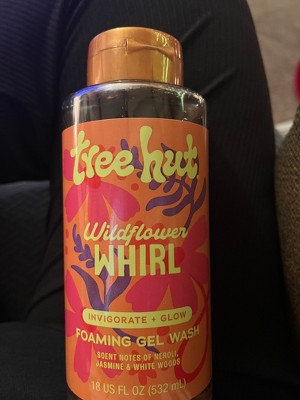 tree hut
Wildflower
WHIRL
INVIGORATE + GLOW
FOAMING GEL WASH
SCENT NOTES OF NEROLI,
JASMINE & WHITE WOODS
18 US FL OZ (532 mL)